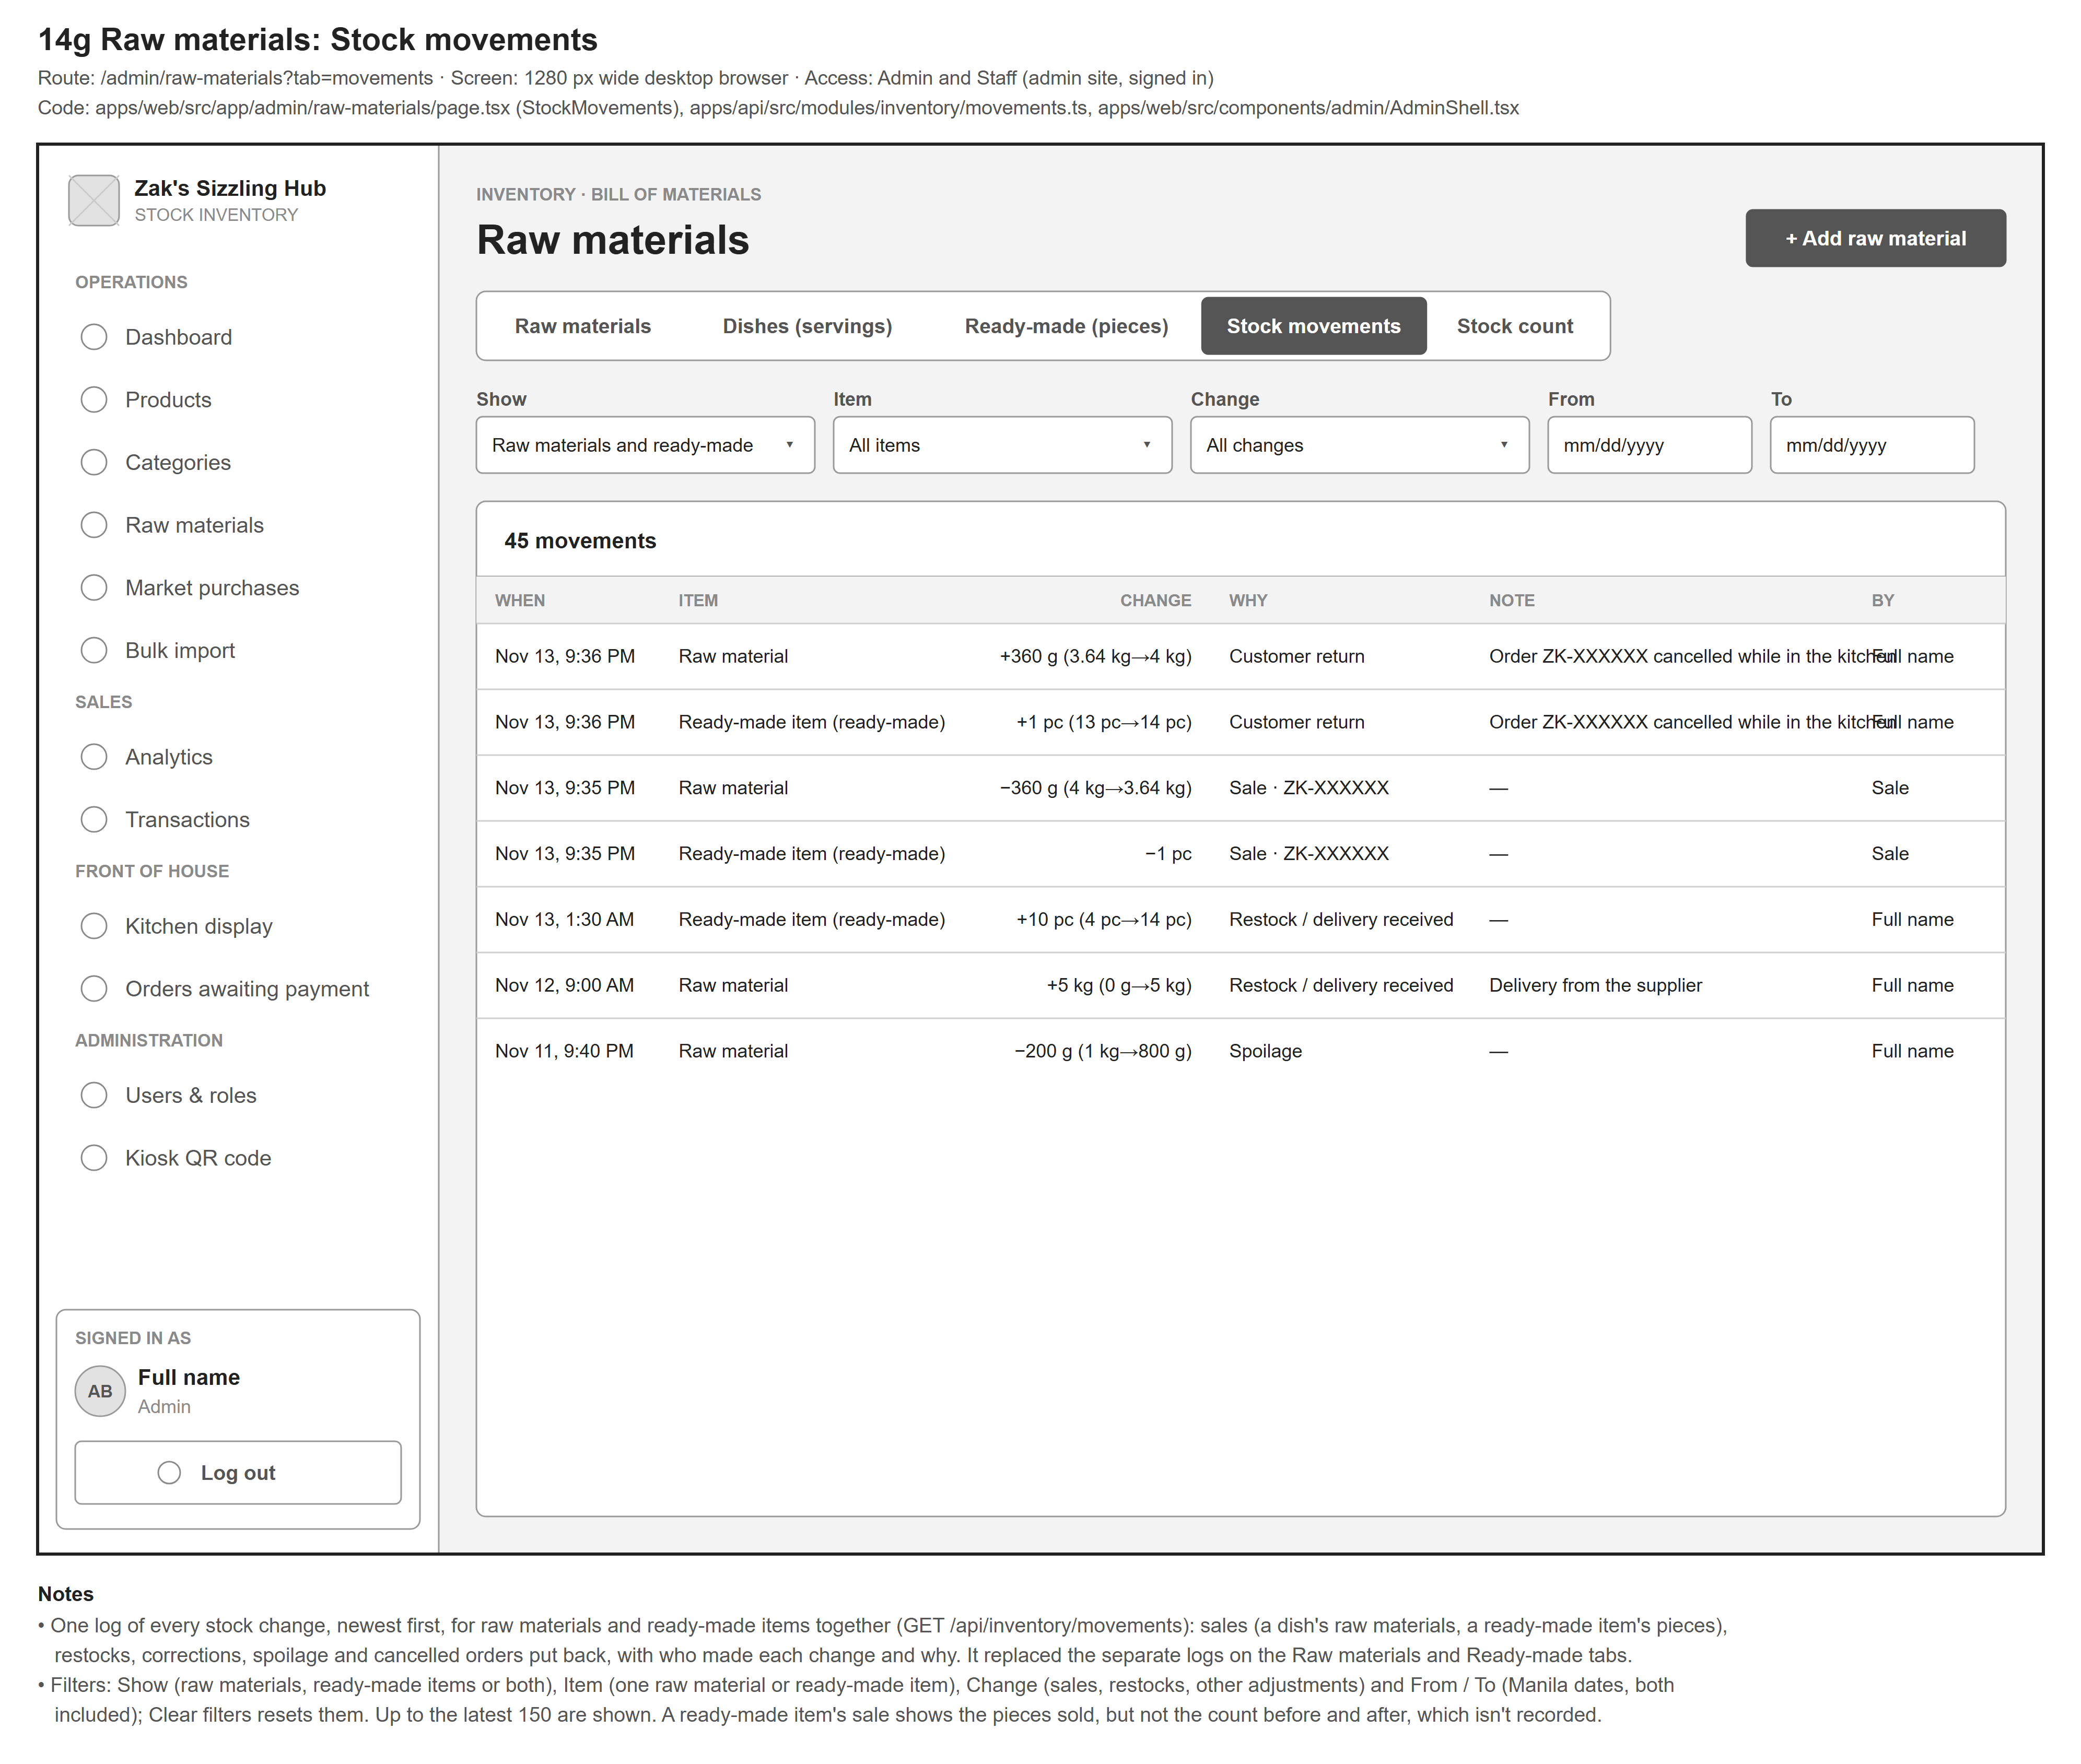 14g Raw materials: Stock movements
Route: /admin/raw-materials?tab=movements · Screen: 1280 px wide desktop browser · Access: Admin and Staff (admin site, signed in)
Code: apps/web/src/app/admin/raw-materials/page.tsx (StockMovements), apps/api/src/modules/inventory/movements.ts, apps/web/src/components/admin/AdminShell.tsx
Zak's Sizzling Hub
STOCK INVENTORY
OPERATIONS
Dashboard
Products
Categories
Raw materials
Market purchases
Bulk import
SALES
Analytics
Transactions
FRONT OF HOUSE
Kitchen display
Orders awaiting payment
ADMINISTRATION
Users & roles
Kiosk QR code
SIGNED IN AS
AB
Full name
Admin
Log out
INVENTORY · BILL OF MATERIALS
Raw materials
+ Add raw material
Raw materials Dishes (servings) Ready-made (pieces) Stock movements Stock count
Show Item Change From To
Raw materials and ready-made ▾ All items ▾ All changes ▾ mm/dd/yyyy mm/dd/yyyy
45 movements
WHEN ITEM CHANGE WHY NOTE BY
Nov 13, 9:36 PM Raw material +360 g (3.64 kg→4 kg) Customer return Order ZK-XXXXXX cancelled while in the kitchen Full name
Nov 13, 9:36 PM Ready-made item (ready-made) +1 pc (13 pc→14 pc) Customer return Order ZK-XXXXXX cancelled while in the kitchen Full name
Nov 13, 9:35 PM Raw material −360 g (4 kg→3.64 kg) Sale · ZK-XXXXXX — Sale
Nov 13, 9:35 PM Ready-made item (ready-made) −1 pc Sale · ZK-XXXXXX — Sale
Nov 13, 1:30 AM Ready-made item (ready-made) +10 pc (4 pc→14 pc) Restock / delivery received — Full name
Nov 12, 9:00 AM Raw material +5 kg (0 g→5 kg) Restock / delivery received Delivery from the supplier Full name
Nov 11, 9:40 PM Raw material −200 g (1 kg→800 g) Spoilage — Full name
Notes
• One log of every stock change, newest first, for raw materials and ready-made items together (GET /api/inventory/movements): sales (a dish's raw materials, a ready-made item's pieces),
restocks, corrections, spoilage and cancelled orders put back, with who made each change and why. It replaced the separate logs on the Raw materials and Ready-made tabs.
• Filters: Show (raw materials, ready-made items or both), Item (one raw material or ready-made item), Change (sales, restocks, other adjustments) and From / To (Manila dates, both
included); Clear filters resets them. Up to the latest 150 are shown. A ready-made item's sale shows the pieces sold, but not the count before and after, which isn't recorded.